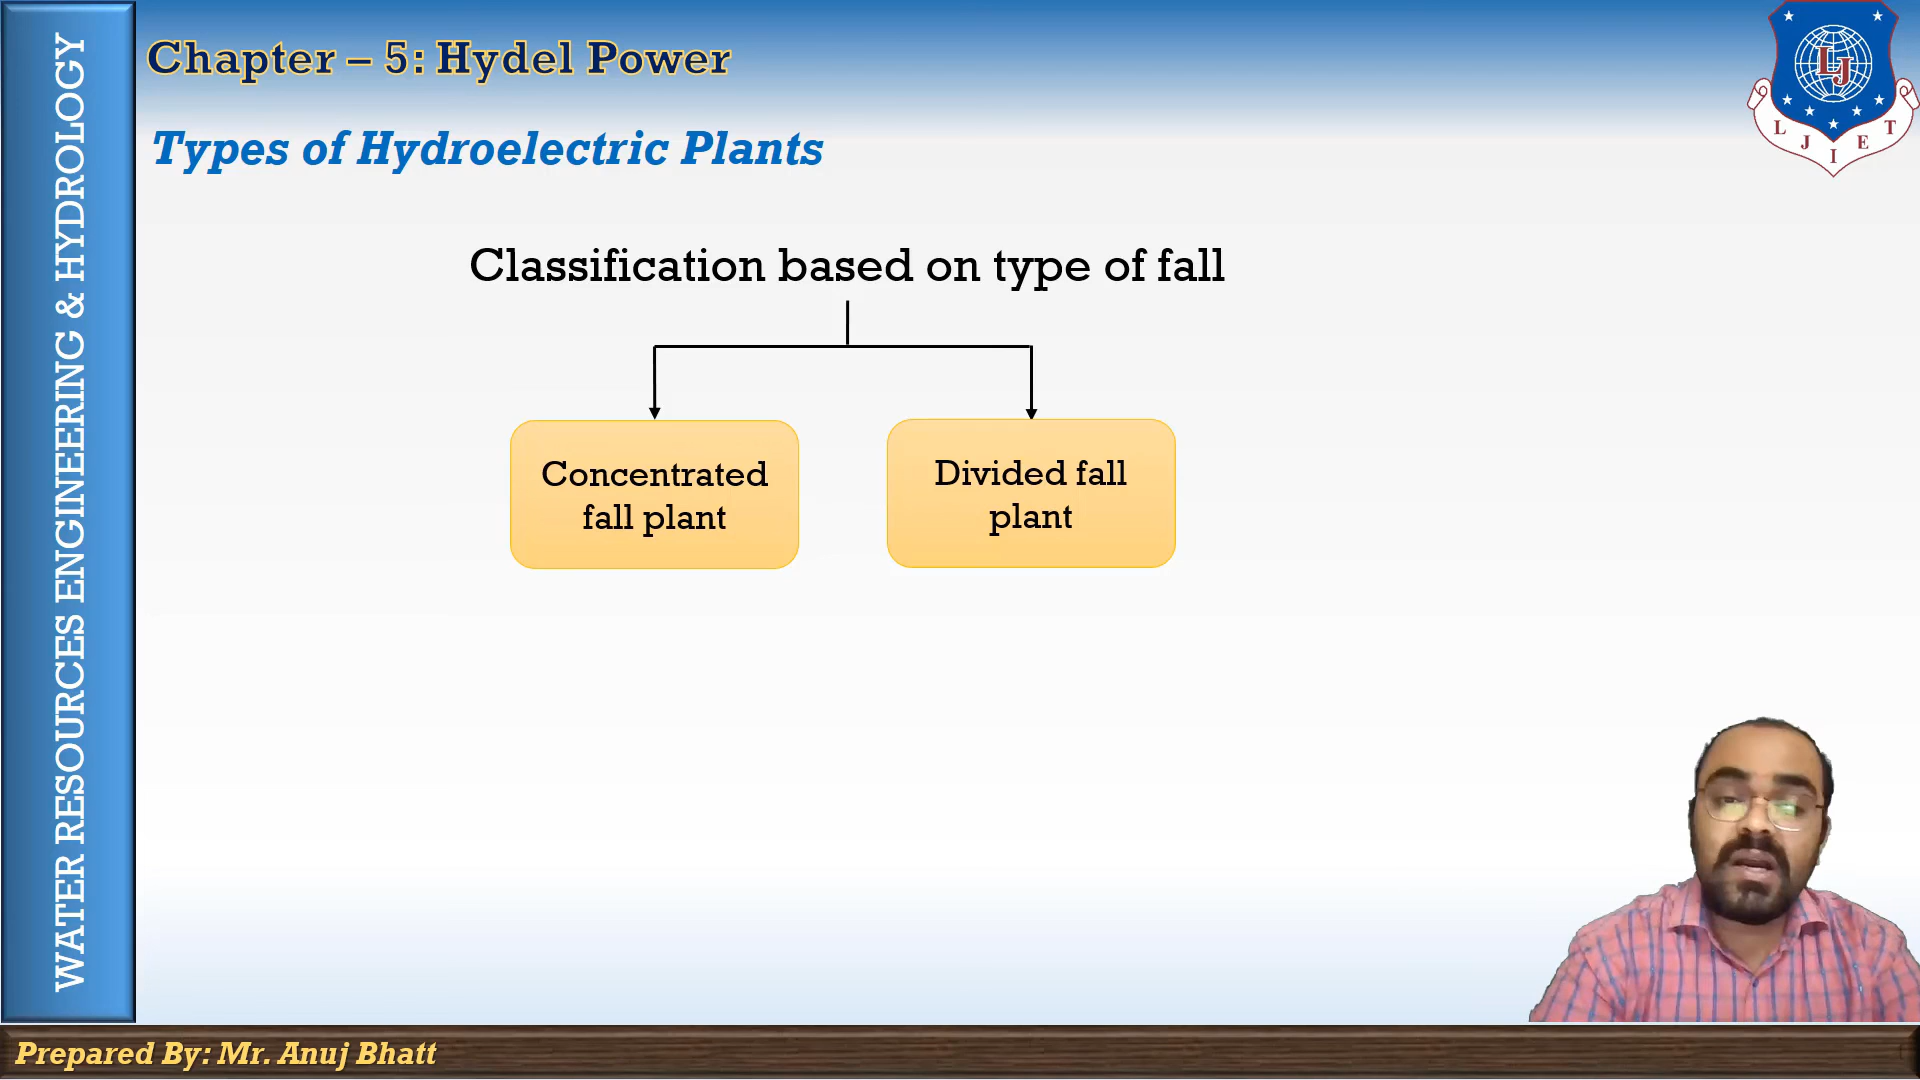 WATER RESOURCES ENGINEERING & HYDROLOGY
Chapter – 5: Hydel Power
Types of Hydroelectric Plants
LJ
L J I E T
Classification based on type of fall
Concentrated
fall plant
Divided fall
plant
Prepared By: Mr. Anuj Bhatt